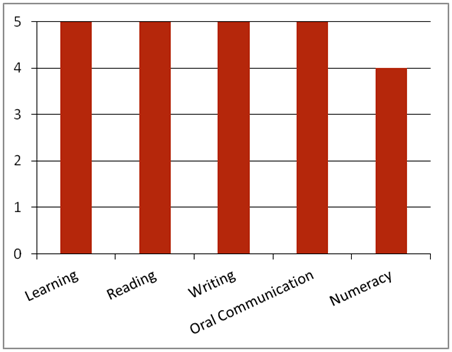 5
4
3
2
1
0
Learning
Reading
Writing
Oral Communication
Numeracy